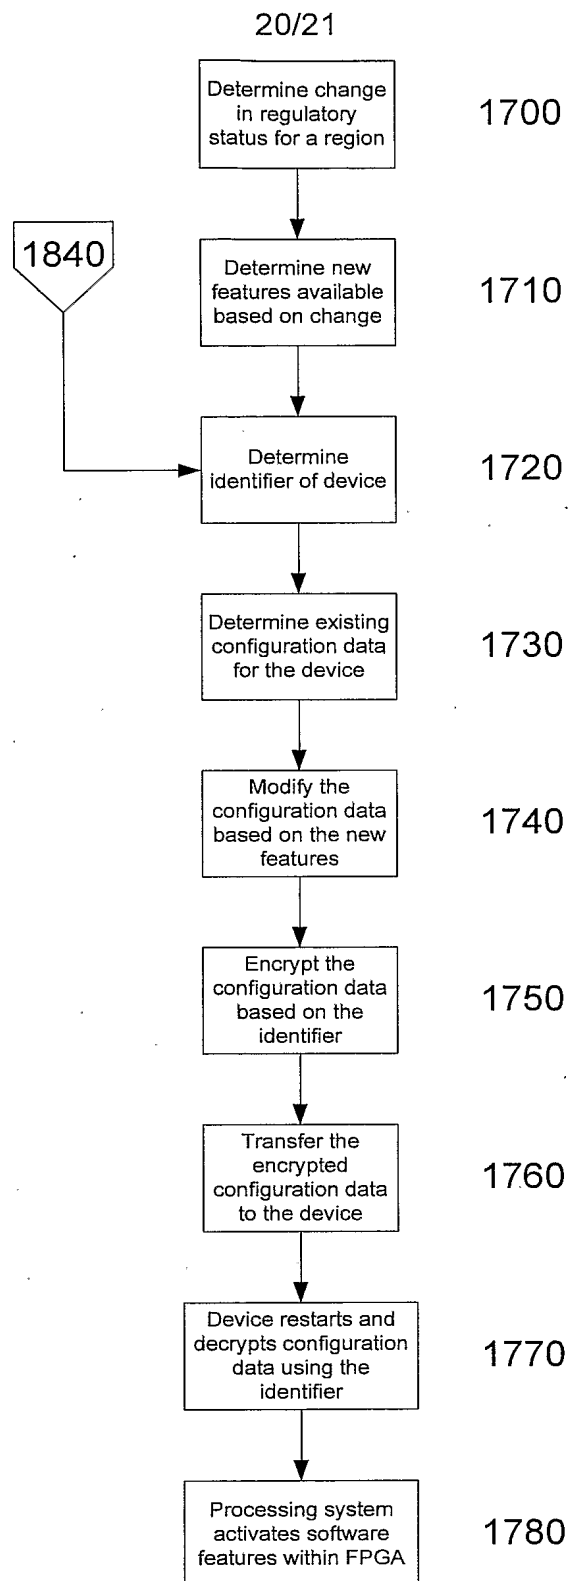 20/21
Determine change
in regulatory
status for a region
1700
1840
Determine new
features available
based on change
1710
Determine
identifier of device
1720
Determine existing
configuration data
for the device
1730
Modify the
configuration data
based on the new
features
1740
Encrypt the
configuration data
based on the
identifier
1750
Transfer the
encrypted
configuration data
to the device
1760
Device restarts and
decrypts configuration
data using the
identifier
1770
Processing system
activates software
features within FPGA
1780